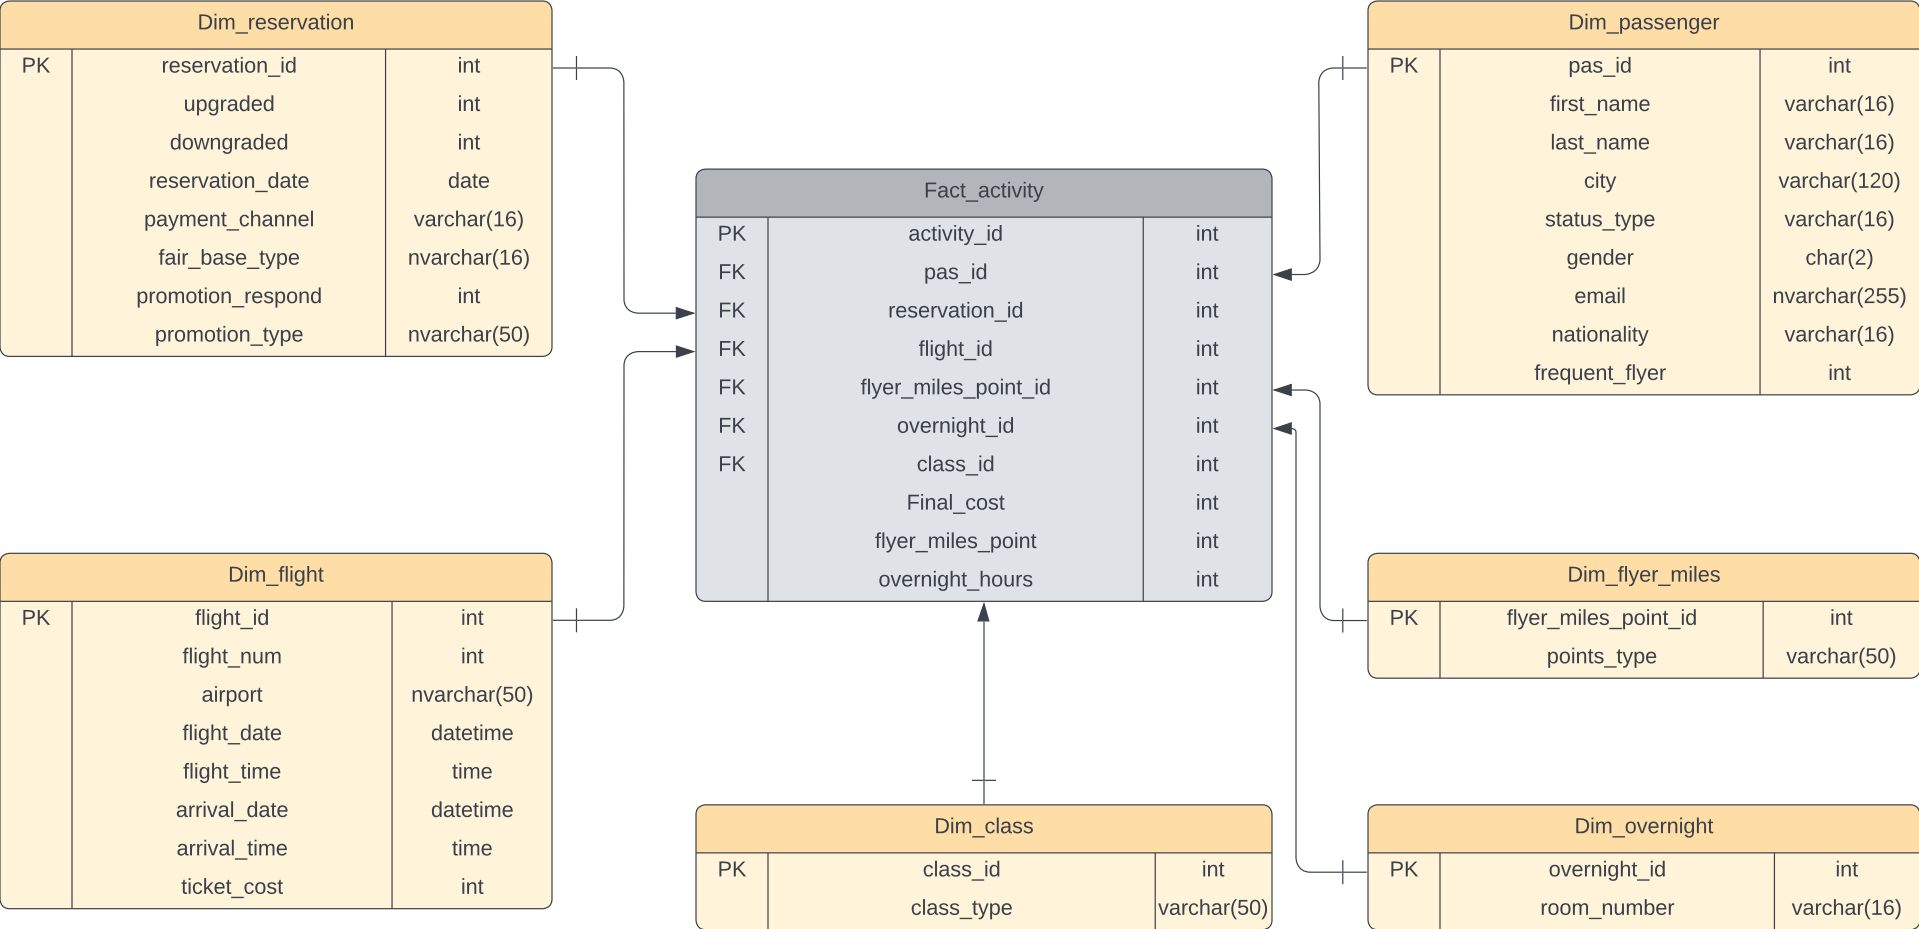 Dim_reservation
PK reservation_id int
upgraded int
downgraded int
reservation_date date
payment_channel varchar(16)
fair_base_type nvarchar(16)
promotion_respond int
promotion_type nvarchar(50)
Dim_passenger
PK pas_id int
first_name varchar(16)
last_name varchar(16)
city varchar(120)
status_type varchar(16)
gender char(2)
email nvarchar(255)
nationality varchar(16)
frequent_flyer int
Fact_activity
PK activity_id int
FK pas_id int
FK reservation_id int
FK flight_id int
FK flyer_miles_point_id int
FK overnight_id int
FK class_id int
Final_cost int
flyer_miles_point int
overnight_hours int
Dim_flight
PK flight_id int
flight_num int
airport nvarchar(50)
flight_date datetime
flight_time time
arrival_date datetime
arrival_time time
ticket_cost int
Dim_flyer_miles
PK flyer_miles_point_id int
points_type varchar(50)
Dim_class
PK class_id int
class_type varchar(50)
Dim_overnight
PK overnight_id int
room_number varchar(16)